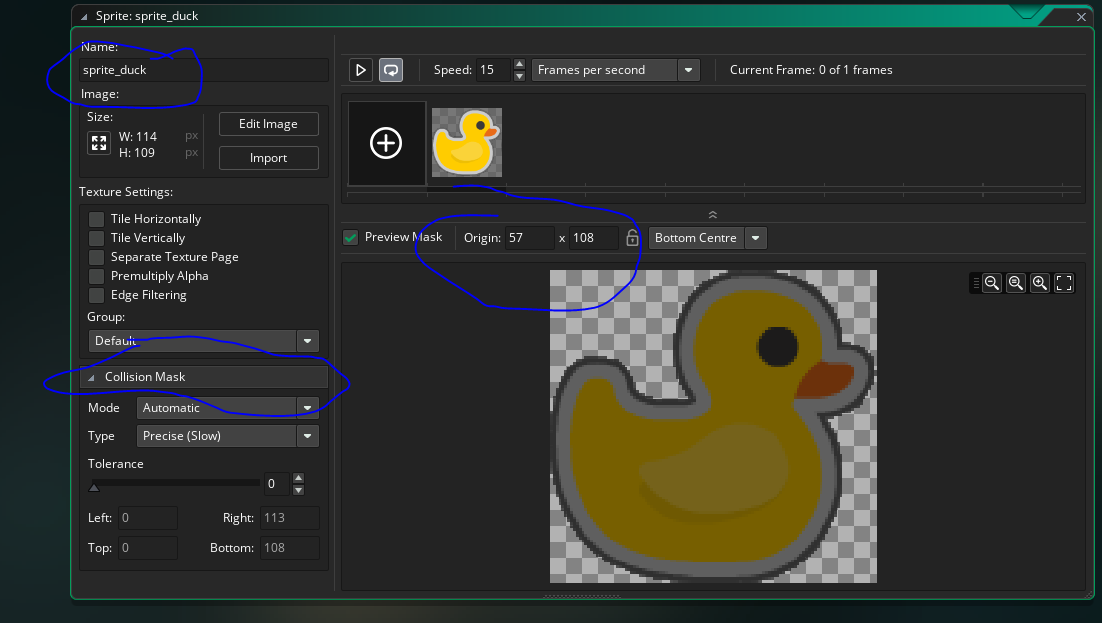 Sprite: sprite_duck
Name:
sprite_duck
Image:
Size:
W: 114 px
H: 109 px
Edit Image
Import
Texture Settings:
Tile Horizontally
Tile Vertically
Separate Texture Page
Premultiply Alpha
Edge Filtering
Group:
Default
Collision Mask
Mode Automatic
Type Precise (Slow)
Tolerance
0
Left: 0 Right: 113
Top: 0 Bottom: 108
Speed: 15 Frames per second Current Frame: 0 of 1 frames
Preview Mask Origin: 57 x 108 Bottom Centre